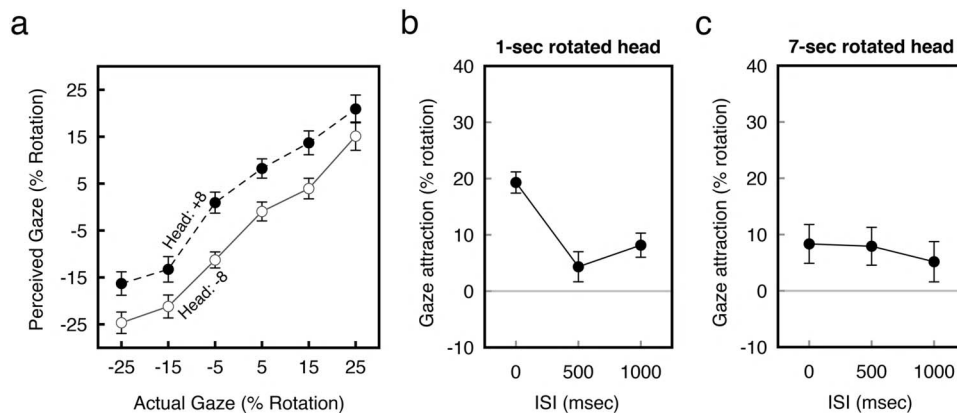 a
Perceived Gaze (% Rotation)
25
15
5
-5
-15
-25
Head: +8
Head: -8
-25 -15 -5 5 15 25
Actual Gaze (% Rotation)
b
1-sec rotated head
Gaze attraction (% rotation)
40
30
20
10
0
-10
0 500 1000
ISI (msec)
c
7-sec rotated head
Gaze attraction (% rotation)
40
30
20
10
0
-10
0 500 1000
ISI (msec)